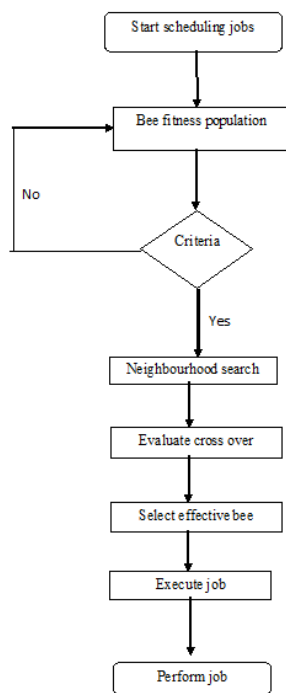 Start scheduling jobs
Bee fitness population
No
Criteria
Yes
Neighbourhood search
Evaluate cross over
Select effective bee
Execute job
Perform job